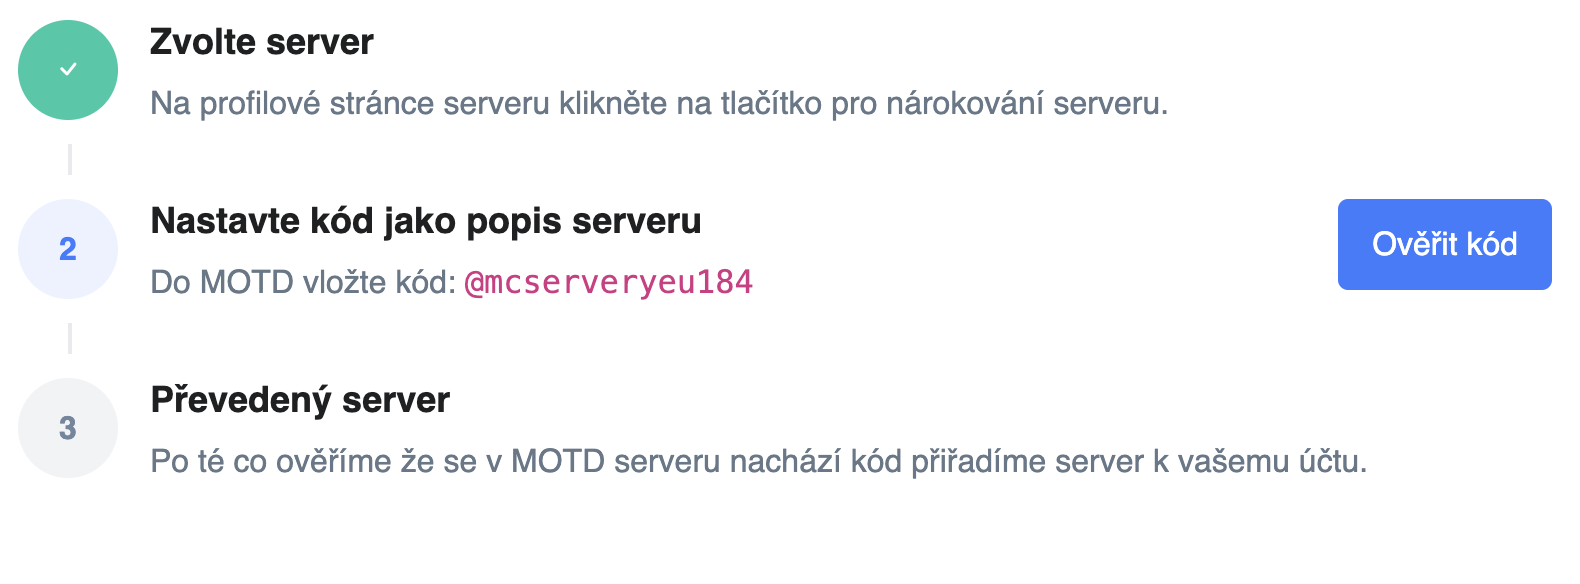 Zvolte server
Na profilové stránce serveru klikněte na tlačítko pro nárokování serveru.
2
Nastavte kód jako popis serveru
Do MOTD vložte kód: @mcserveryeu184
Ověřit kód
3
Převedený server
Po té co ověříme že se v MOTD serveru nachází kód přiřadíme server k vašemu účtu.